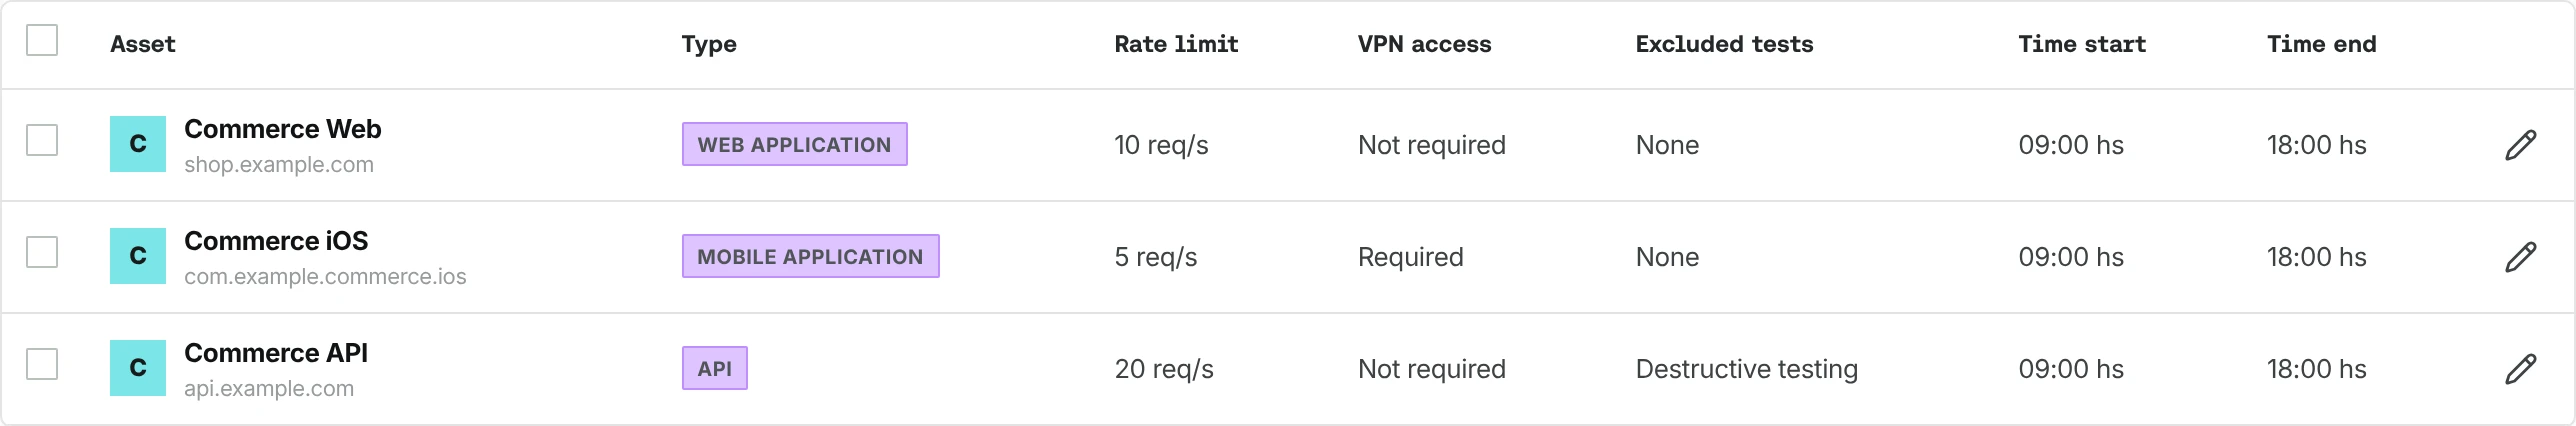 Asset Type Rate limit VPN access Excluded tests Time start Time end
C Commerce Web WEB APPLICATION 10 req/s Not required None 09:00 hs 18:00 hs
shop.example.com
C Commerce iOS MOBILE APPLICATION 5 req/s Required None 09:00 hs 18:00 hs
com.example.commerce.ios
C Commerce API API 20 req/s Not required Destructive testing 09:00 hs 18:00 hs
api.example.com